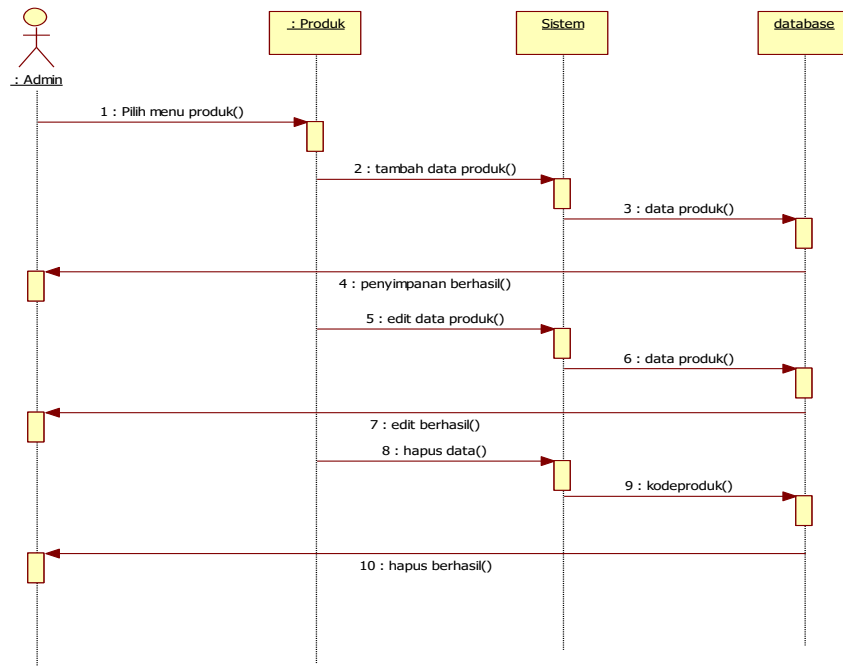 : Produk
Sistem
database
: Admin
1 : Pilih menu produk()
2 : tambah data produk()
3 : data produk()
4 : penyimpanan berhasil()
5 : edit data produk()
6 : data produk()
7 : edit berhasil()
8 : hapus data()
9 : kodeproduk()
10 : hapus berhasil()